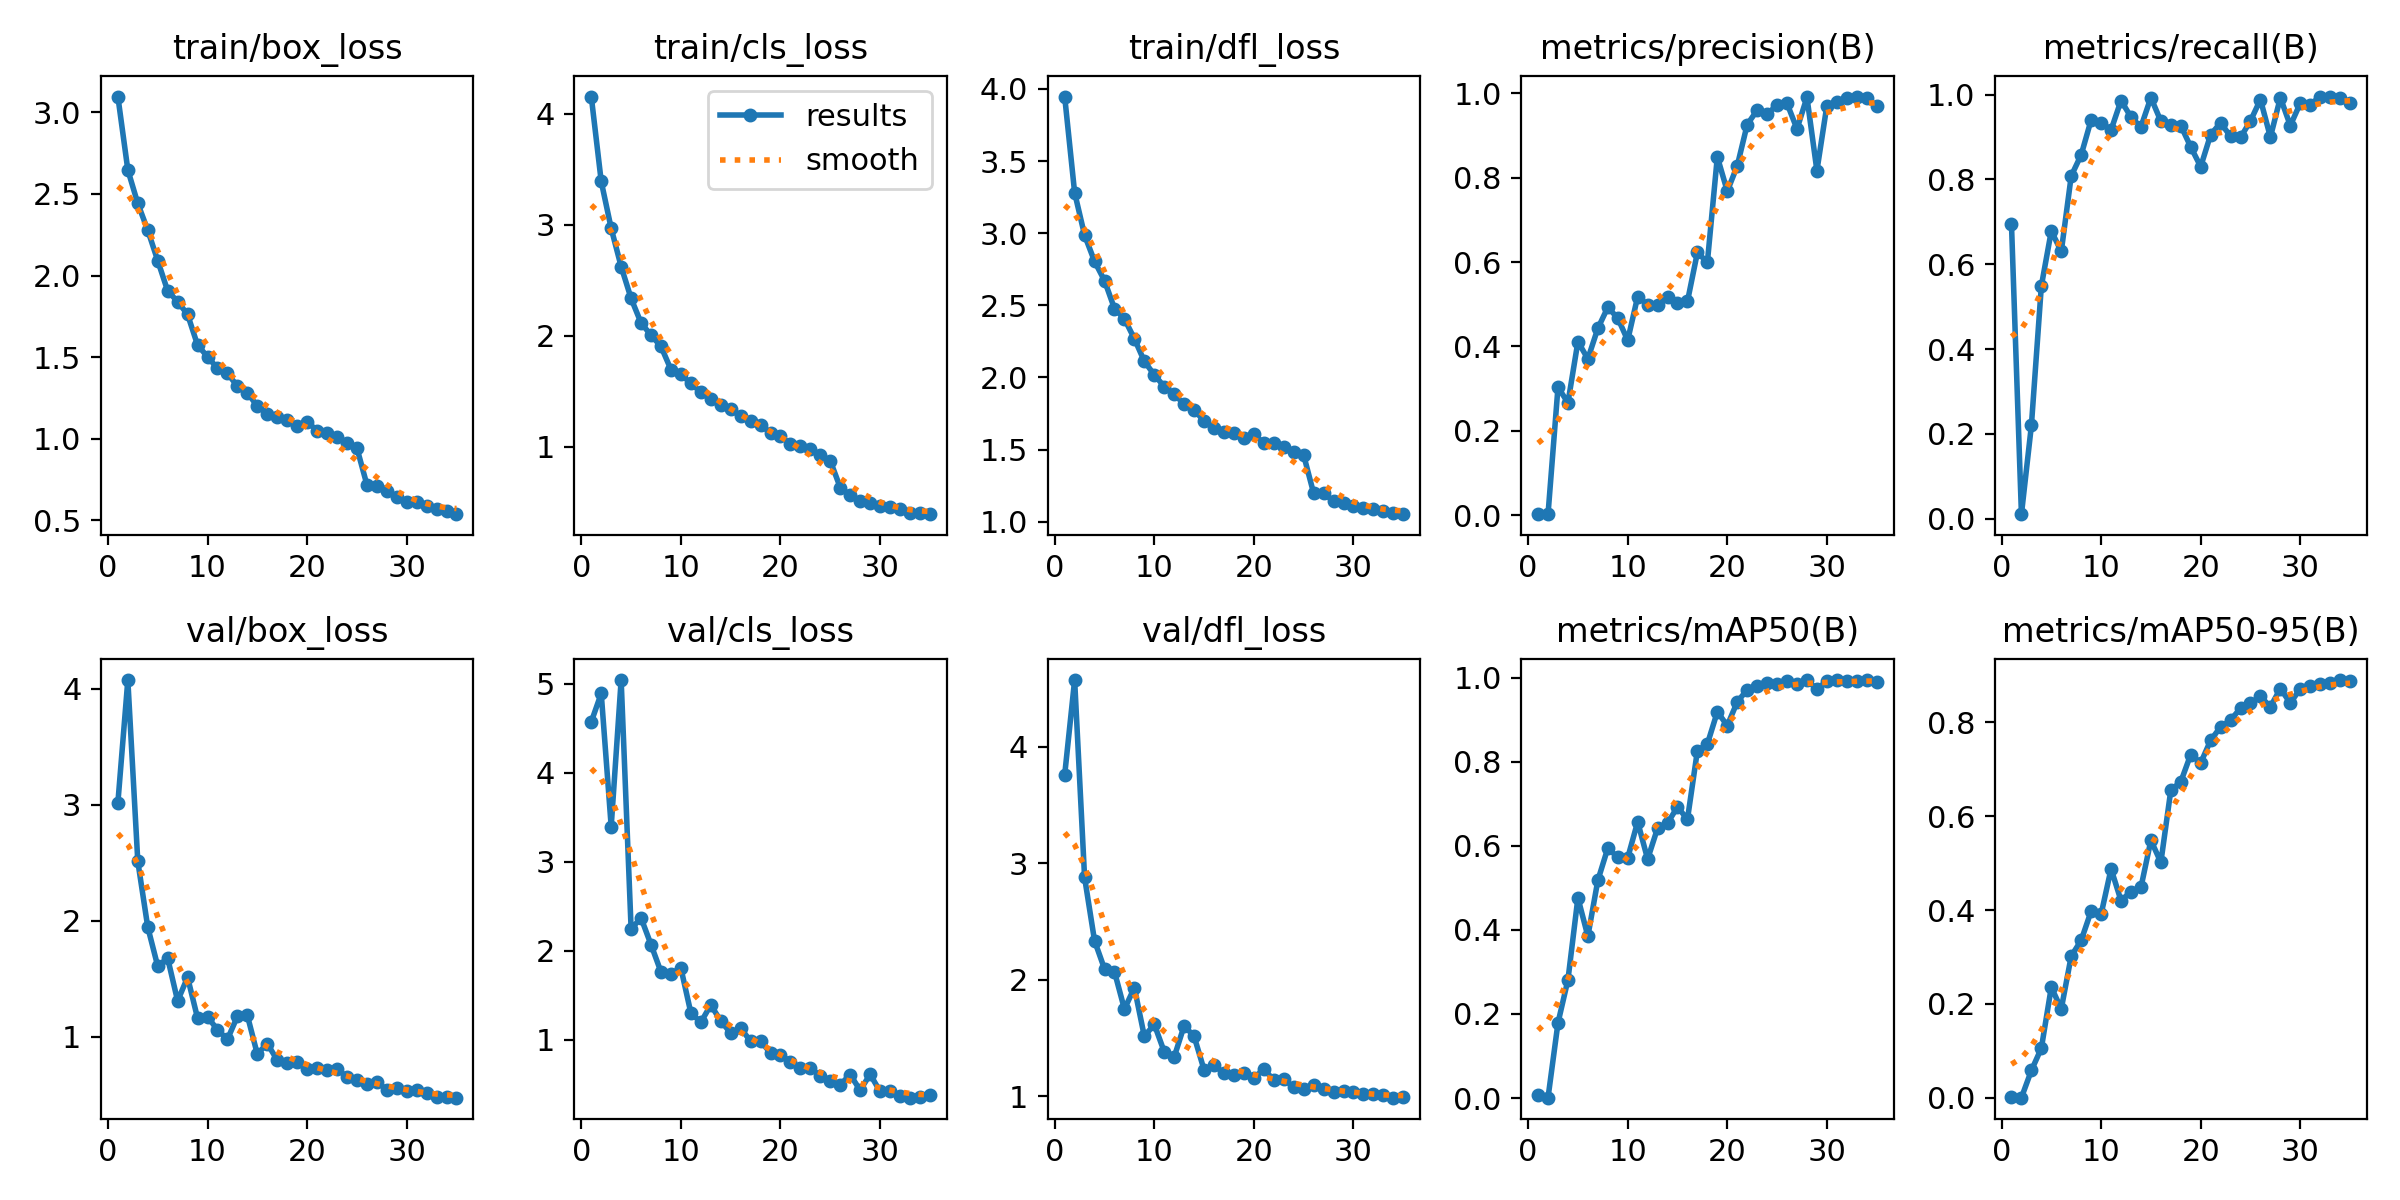 train/box_loss
train/cls_loss
train/dfl_loss
metrics/precision(B)
metrics/recall(B)
3.0
2.5
2.0
1.5
1.0
0.5
0 10 20 30
results
smooth
4
3
2
1
0 10 20 30
4.0
3.5
3.0
2.5
2.0
1.5
1.0
0 10 20 30
1.0
0.8
0.6
0.4
0.2
0.0
0 10 20 30
1.0
0.8
0.6
0.4
0.2
0.0
0 10 20 30
val/box_loss
val/cls_loss
val/dfl_loss
metrics/mAP50(B)
metrics/mAP50-95(B)
4
3
2
1
0 10 20 30
5
4
3
2
1
0 10 20 30
4
3
2
1
0 10 20 30
1.0
0.8
0.6
0.4
0.2
0.0
0 10 20 30
0.8
0.6
0.4
0.2
0.0
0 10 20 30